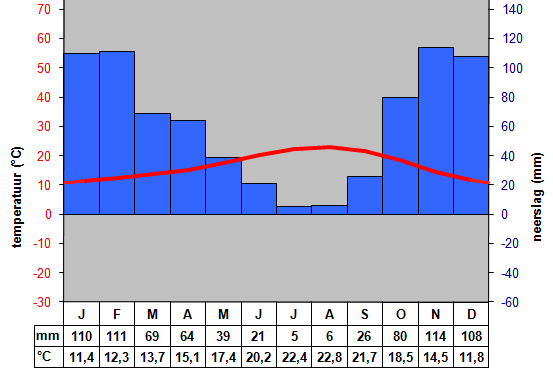 70 140
60 120
50 100
40 80
30 60
20 40
10 20
0 0
-10 -20
-20 -40
-30 -60
temperatuur (°C)
neerslag (mm)
J F M A M J J A S O N D
mm 110 111 69 64 39 21 5 6 26 80 114 108
°C 11,4 12,3 13,7 15,1 17,4 20,2 22,4 22,8 21,7 18,5 14,5 11,8